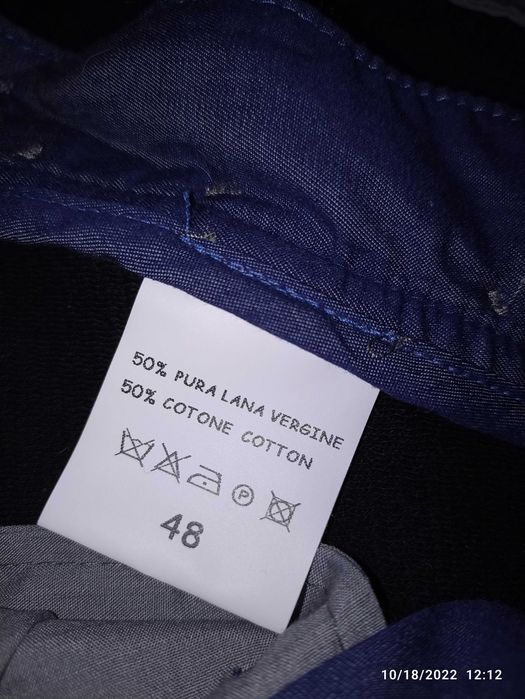 50% PURA LANA VERGINE
50% COTONE COTTON
P
48
10/18/2022 12:12